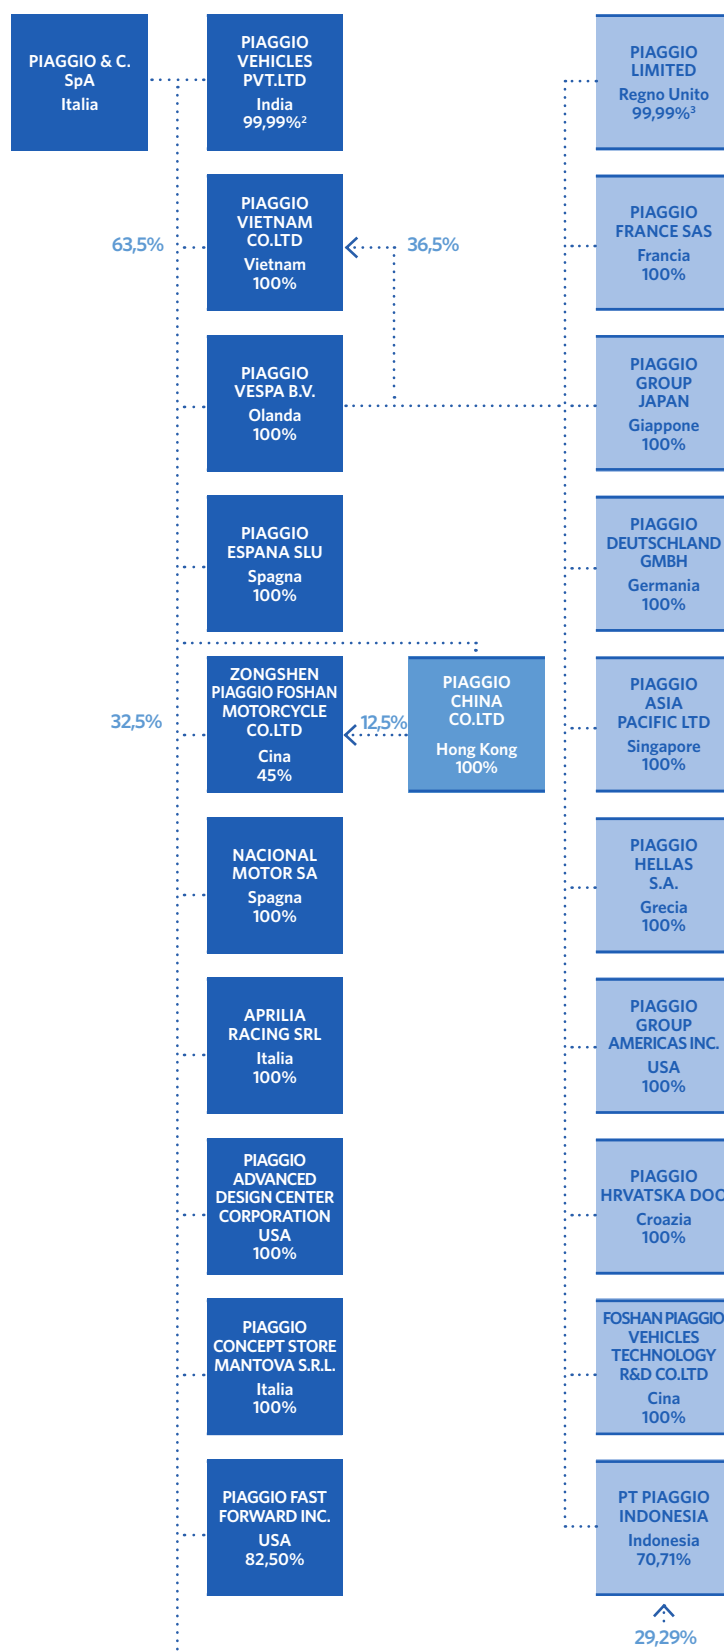 PIAGGIO & C.
SpA
Italia
PIAGGIO
VEHICLES
PVT.LTD
India
99,99%²
PIAGGIO
LIMITED
Regno Unito
99,99%³
63,5%
PIAGGIO
VIETNAM
CO.LTD
Vietnam
100%
36,5%
PIAGGIO
FRANCE SAS
Francia
100%
PIAGGIO
VESPA B.V.
Olanda
100%
PIAGGIO
GROUP
JAPAN
Giappone
100%
PIAGGIO
ESPANA SLU
Spagna
100%
PIAGGIO
DEUTSCHLAND
GMBH
Germania
100%
32,5%
ZONGSHEN
PIAGGIO FOSHAN
MOTORCYCLE
CO.LTD
Cina
45%
12,5%
PIAGGIO
CHINA
CO.LTD
Hong Kong
100%
PIAGGIO
ASIA
PACIFIC LTD
Singapore
100%
NACIONAL
MOTOR SA
Spagna
100%
PIAGGIO
HELLAS
S.A.
Grecia
100%
APRILIA
RACING SRL
Italia
100%
PIAGGIO
GROUP
AMERICAS INC.
USA
100%
PIAGGIO
ADVANCED
DESIGN CENTER
CORPORATION
USA
100%
PIAGGIO
HRVATSKA DOO
Croazia
100%
PIAGGIO
CONCEPT STORE
MANTOVA S.R.L.
Italia
100%
FOSHAN PIAGGIO
VEHICLES
TECHNOLOGY
R&D CO.LTD
Cina
100%
PIAGGIO FAST
FORWARD INC.
USA
82,50%
PT PIAGGIO
INDONESIA
Indonesia
70,71%
29,29%